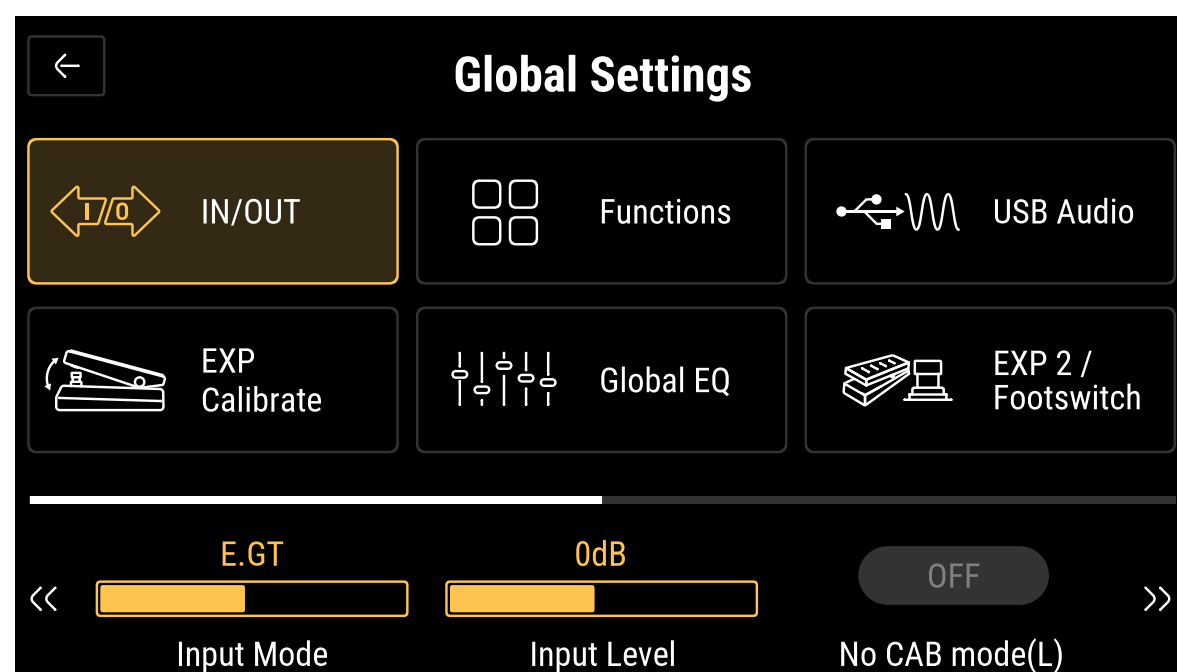 Global Settings
I/O
IN/OUT
Functions
USB Audio
EXP
Calibrate
Global EQ
EXP 2 /
Footswitch
E.GT
0dB
OFF
Input Mode
Input Level
No CAB mode(L)